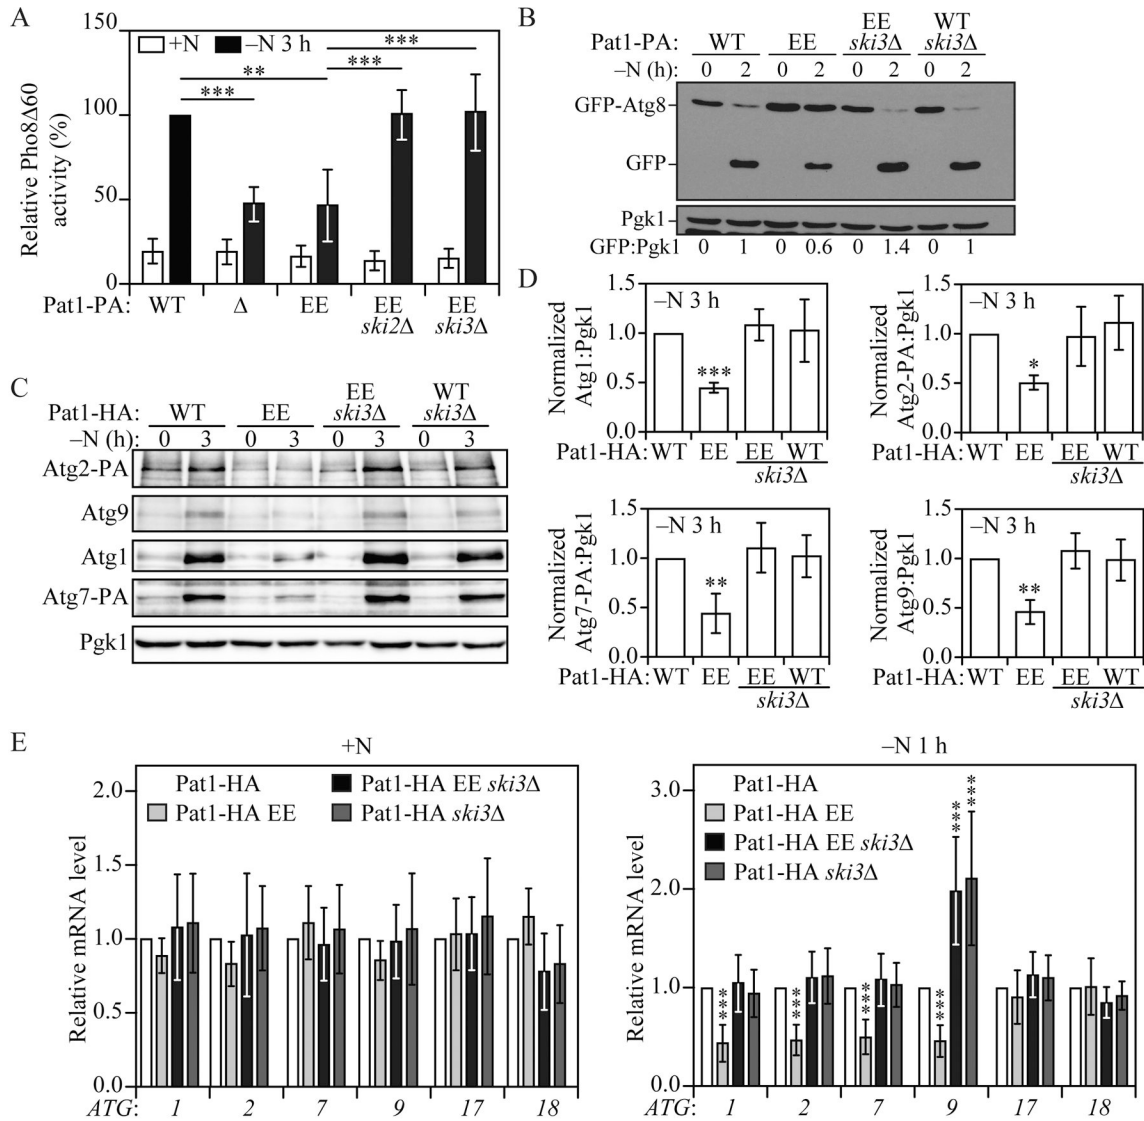 A
150
100
50
0
Relative Pho8Δ60
activity (%)
+N –N 3 h
***
***
**
***
Pat1-PA: WT Δ EE EE EE
ski2Δ ski3Δ
B
EE WT
Pat1-PA: WT EE ski3Δ ski3Δ
–N (h): 0 2 0 2 0 2 0 2
GFP-Atg8
GFP
Pgk1
GFP:Pgk1 0 1 0 0.6 0 1.4 0 1
C
EE WT
Pat1-HA: WT EE ski3Δ ski3Δ
–N (h): 0 3 0 3 0 3 0 3
Atg2-PA
Atg9
Atg1
Atg7-PA
Pgk1
D
Normalized
Atg1:Pgk1
1.5
1.0
0.5
0.0
–N 3 h
***
Pat1-HA: WT EE EE WT
ski3Δ
Normalized
Atg2-PA:Pgk1
1.5
1.0
0.5
0.0
–N 3 h
*
Pat1-HA: WT EE EE WT
ski3Δ
Normalized
Atg7-PA:Pgk1
1.5
1.0
0.5
0.0
–N 3 h
**
Pat1-HA: WT EE EE WT
ski3Δ
Normalized
Atg9:Pgk1
1.5
1.0
0.5
0.0
–N 3 h
**
Pat1-HA: WT EE EE WT
ski3Δ
E
+N
Relative mRNA level
2.0
1.5
1.0
0.5
0.0
Pat1-HA
Pat1-HA EE
Pat1-HA EE ski3Δ
Pat1-HA ski3Δ
ATG: 1 2 7 9 17 18
–N 1 h
Relative mRNA level
3.0
2.0
1.0
0.0
Pat1-HA
Pat1-HA EE
Pat1-HA EE ski3Δ
Pat1-HA ski3Δ
***
***
***
***
***
***
ATG: 1 2 7 9 17 18